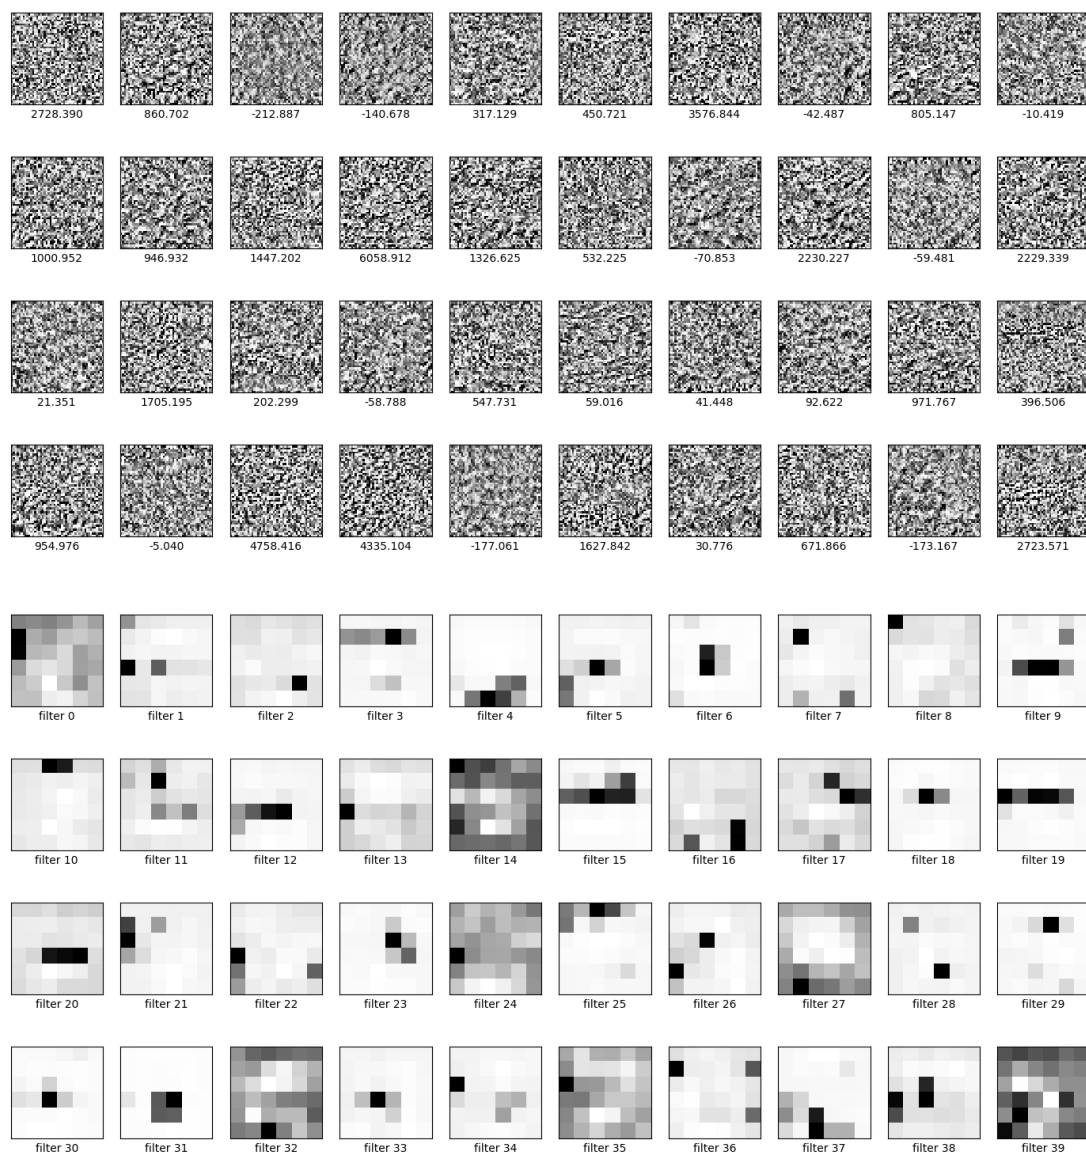 2728.390 860.702 -212.887 -140.678 317.129 450.721 3576.844 -42.487 805.147 -10.419
1000.952 946.932 1447.202 6058.912 1326.625 532.225 -70.853 2230.227 -59.481 2229.339
21.351 1705.195 202.299 -58.788 547.731 59.016 41.448 92.622 971.767 396.506
954.976 -5.040 4758.416 4335.104 -177.061 1627.842 30.776 671.866 -173.167 2723.571
filter 0 filter 1 filter 2 filter 3 filter 4 filter 5 filter 6 filter 7 filter 8 filter 9
filter 10 filter 11 filter 12 filter 13 filter 14 filter 15 filter 16 filter 17 filter 18 filter 19
filter 20 filter 21 filter 22 filter 23 filter 24 filter 25 filter 26 filter 27 filter 28 filter 29
filter 30 filter 31 filter 32 filter 33 filter 34 filter 35 filter 36 filter 37 filter 38 filter 39